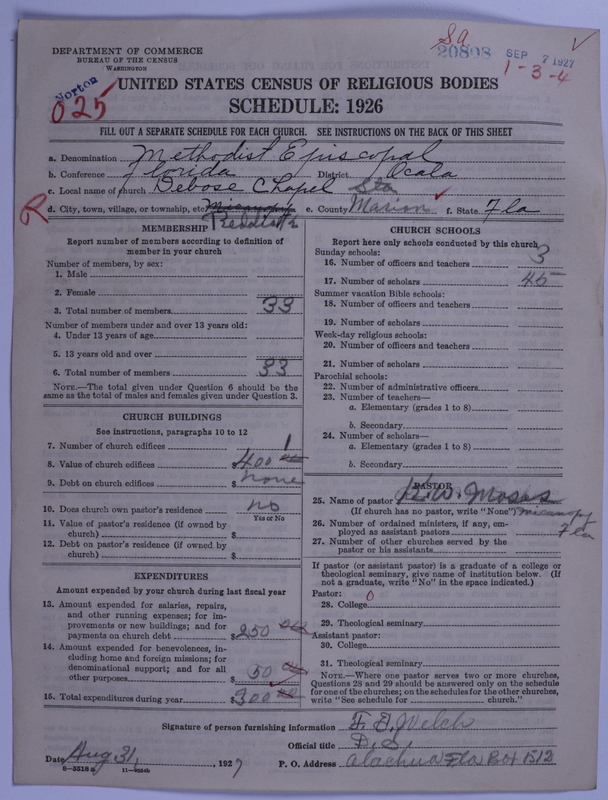 Sa
DEPARTMENT OF COMMERCE
BUREAU OF THE CENSUS
WASHINGTON
20808 SEP 7 1927
1-3-4
Norton
025
UNITED STATES CENSUS OF RELIGIOUS BODIES
SCHEDULE: 1926
FILL OUT A SEPARATE SCHEDULE FOR EACH CHURCH. SEE INSTRUCTIONS ON THE BACK OF THIS SHEET
a. Denomination Methodist Episcopal
b. Conference Florida District Ocala
c. Local name of church Debose Chapel Sta
d. City, town, village, or township, etc. Micanopy e. County Marion f. State Fla
R
MEMBERSHIP
Report number of members according to definition of member in your church
Number of members, by sex:
1. Male
2. Female
3. Total number of members 33
Number of members under and over 13 years old:
4. Under 13 years of age
5. 13 years old and over
6. Total number of members 33
NOTE.—The total given under Question 6 should be the same as the total of males and females given under Question 3.
CHURCH BUILDINGS
See instructions, paragraphs 10 to 12
7. Number of church edifices 1
8. Value of church edifices $400
9. Debt on church edifices $none
10. Does church own pastor's residence no
Yes or No
11. Value of pastor's residence (if owned by church) $
12. Debt on pastor's residence (if owned by church) $
EXPENDITURES
Amount expended by your church during last fiscal year
13. Amount expended for salaries, repairs, and other running expenses; for improvements or new buildings; and for payments on church debt $250
14. Amount expended for benevolences, including home and foreign missions; for denominational support; and for all other purposes $50
15. Total expenditures during year $300
CHURCH SCHOOLS
Report here only schools conducted by this church
Sunday schools:
16. Number of officers and teachers 3
17. Number of scholars 45
Summer vacation Bible schools:
18. Number of officers and teachers
19. Number of scholars
Week-day religious schools:
20. Number of officers and teachers
21. Number of scholars
Parochial schools:
22. Number of administrative officers
23. Number of teachers—
a. Elementary (grades 1 to 8)
b. Secondary
24. Number of scholars—
a. Elementary (grades 1 to 8)
b. Secondary
PASTOR
25. Name of pastor Moses
(If church has no pastor, write "None") Micanopy Fla
26. Number of ordained ministers, if any, employed as assistant pastors
27. Number of other churches served by the pastor or his assistants
If pastor (or assistant pastor) is a graduate of a college or theological seminary, give name of institution below. (If not a graduate, write "No" in the space indicated.)
Pastor: 0
28. College
29. Theological seminary
Assistant pastor:
30. College
31. Theological seminary
NOTE.—Where one pastor serves two or more churches, Questions 28 and 29 should be answered only on the schedule for one of the churches; on the schedules for the other churches, write "See schedule for church."
Signature of person furnishing information F. D. Welch
Official title D. S.
Date Aug 31, 1927 P. O. Address Alachua Fla Box 1512
8-5518 a